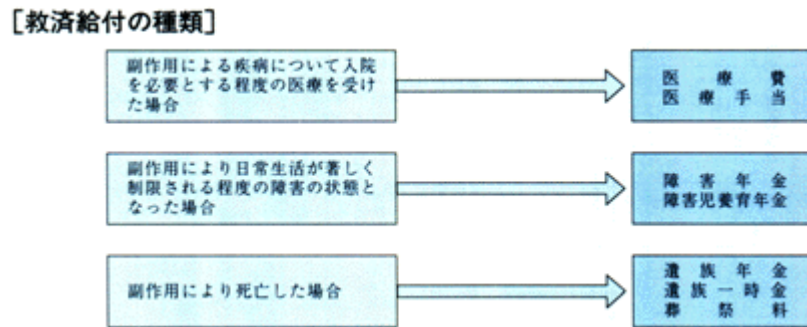 ［救済給付の種類］
副作用による疾病について入院
を必要とする程度の医療を受け
た場合
医療費
医療手当
副作用により日常生活が著しく
制限される程度の障害の状態と
なった場合
障害年金
障害児養育年金
副作用により死亡した場合
遺族年金
遺族一時金
葬祭料